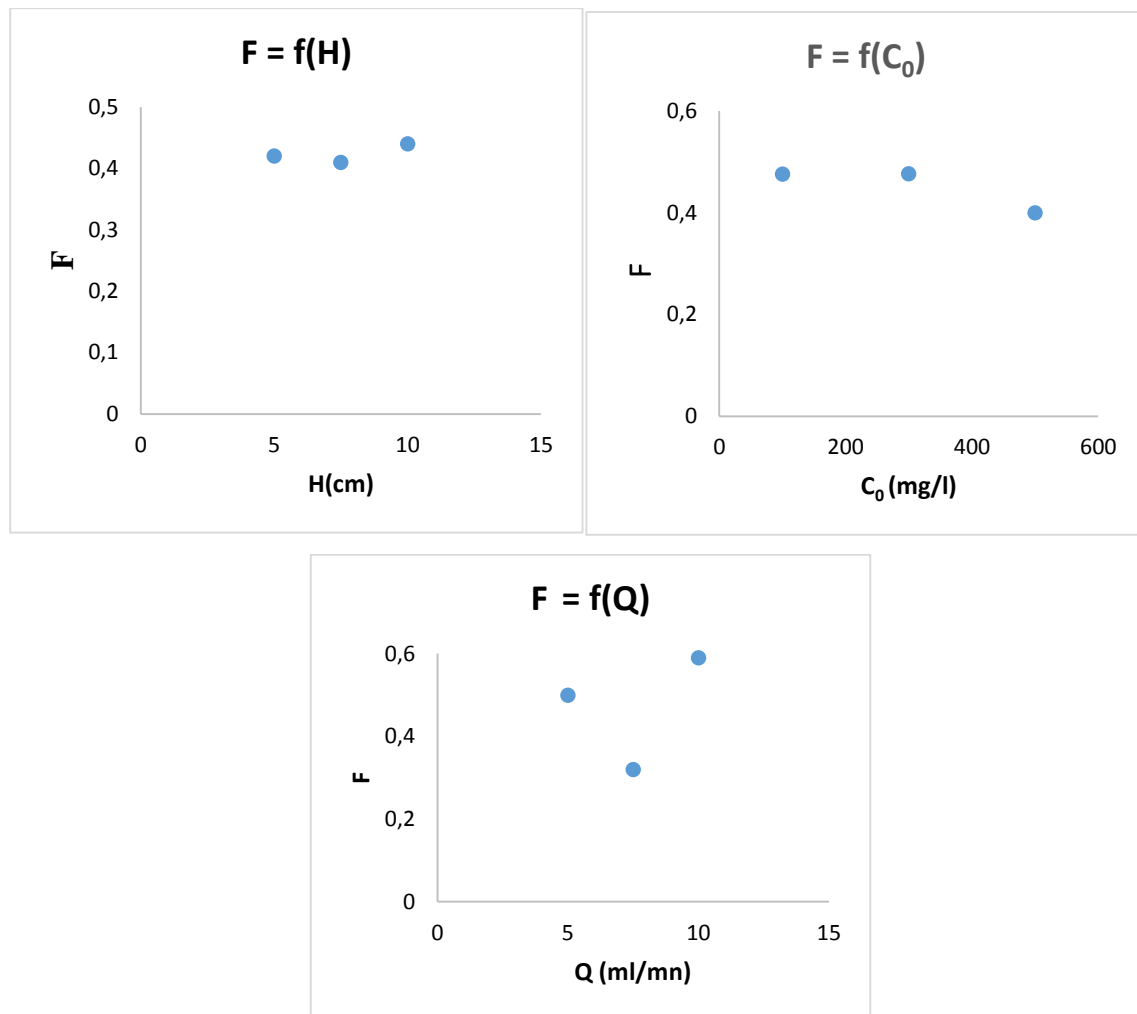 F = f(H)
0,5
0,4
0,3
0,2
0,1
0
0 5 10 15
F
H(cm)
F = f(C₀)
0,6
0,4
0,2
0
0 200 400 600
F
C₀ (mg/l)
F = f(Q)
0,6
0,4
0,2
0
0 5 10 15
F
Q (ml/mn)